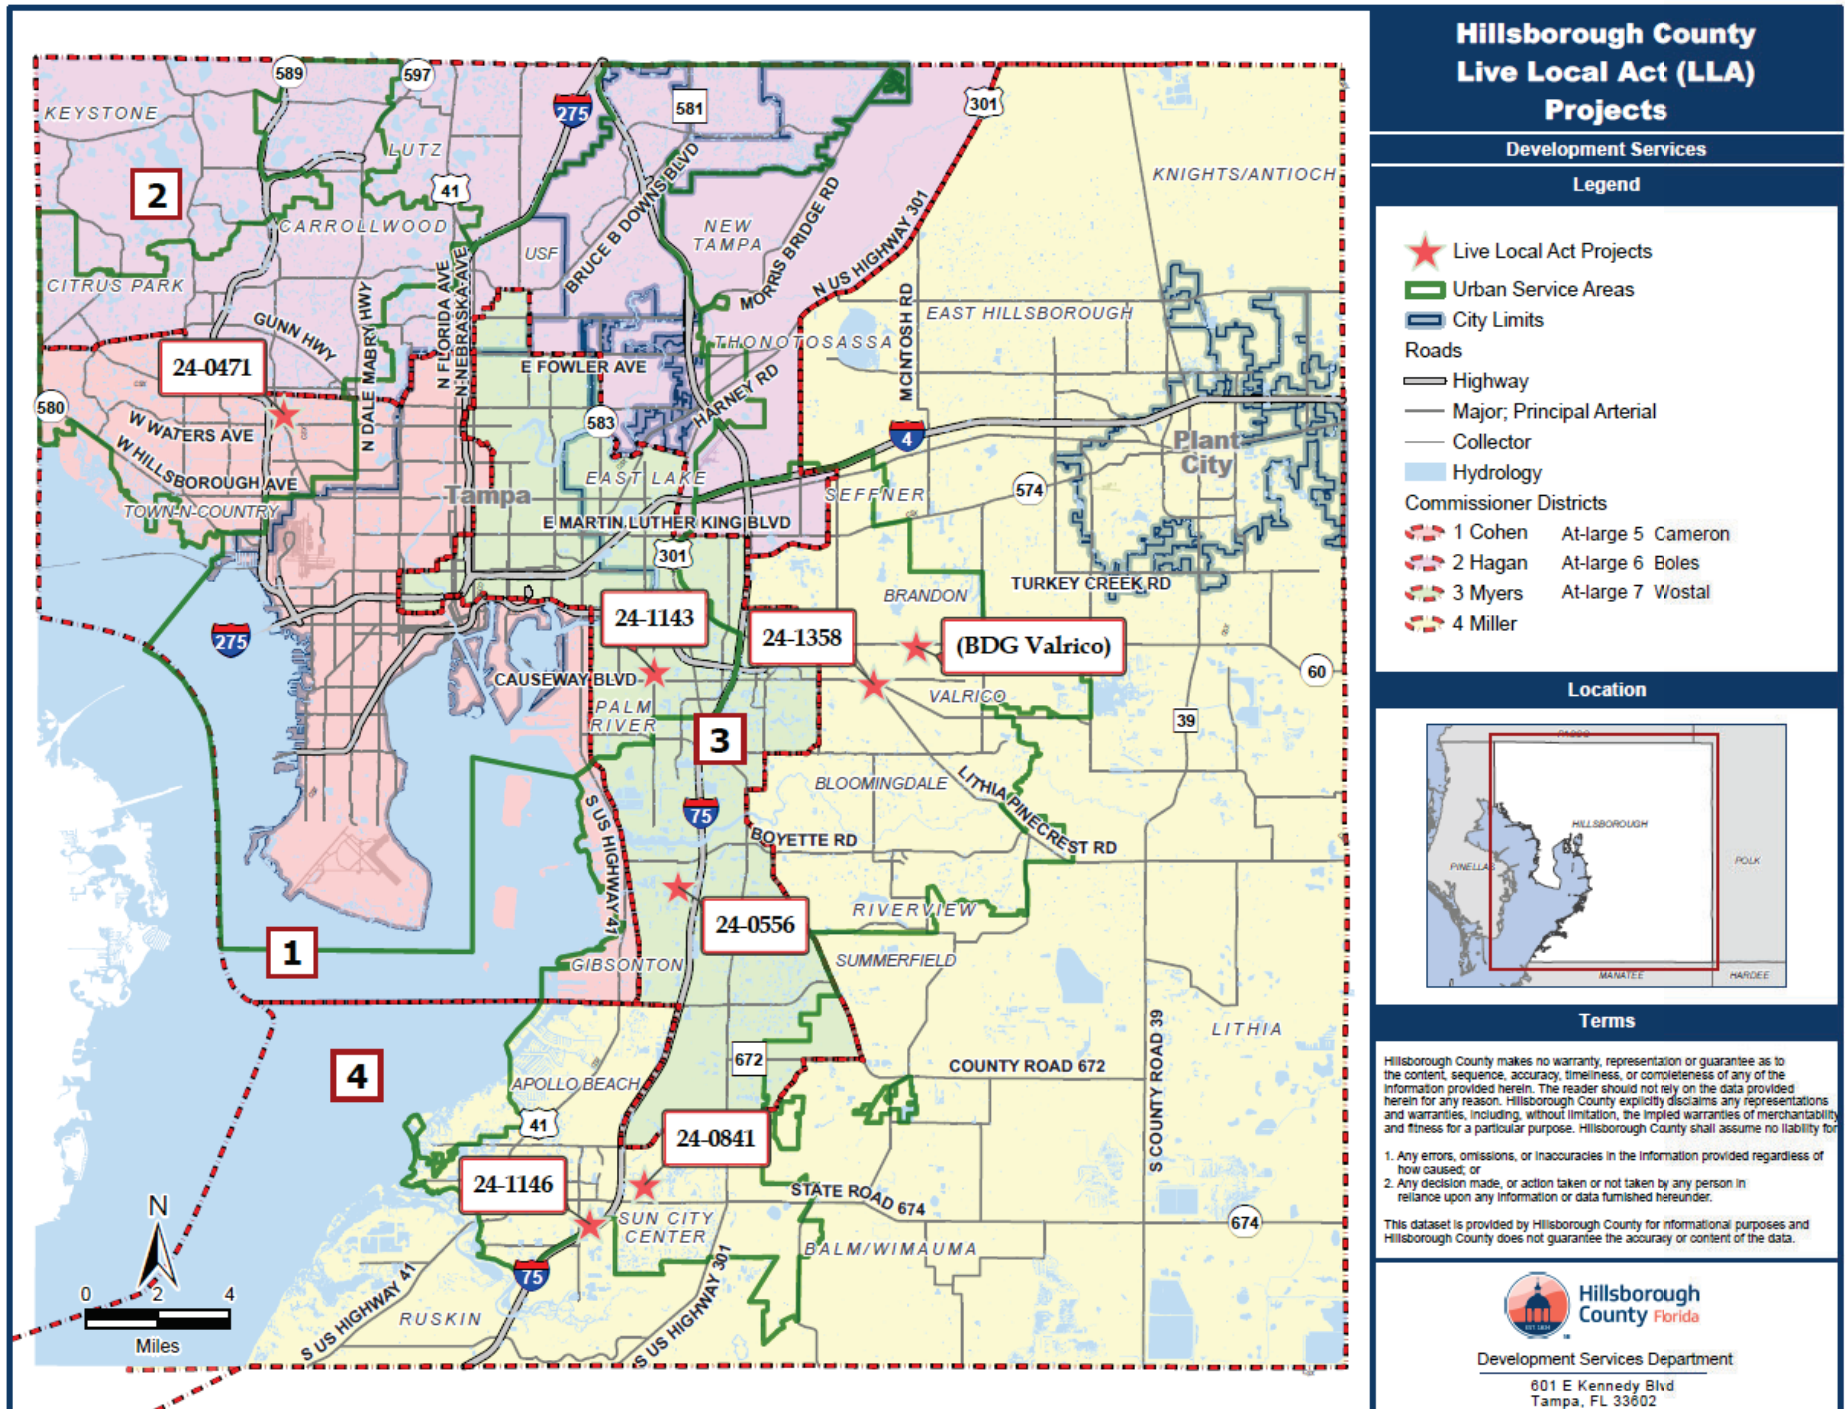 Hillsborough County
Live Local Act (LLA)
Projects
Development Services
Legend
Live Local Act Projects
Urban Service Areas
City Limits
Roads
Highway
Major; Principal Arterial
Collector
Hydrology
Commissioner Districts
1 Cohen At-large 5 Cameron
2 Hagan At-large 6 Boles
3 Myers At-large 7 Wostal
4 Miller
Location
PASCO
HILLSBOROUGH
PINELLAS
POLK
MANATEE
HARDEE
Terms
Hillsborough County makes no warranty, representation or guarantee as to
the content, sequence, accuracy, timeliness, or completeness of any of the
information provided herein. The reader should not rely on the data provided
herein for any reason. Hillsborough County explicitly disclaims any representations
and warranties, including, without limitation, the implied warranties of merchantability
and fitness for a particular purpose. Hillsborough County shall assume no liability for
1. Any errors, omissions, or inaccuracies in the information provided regardless of
how caused; or
2. Any decision made, or action taken or not taken by any person in
reliance upon any information or data furnished hereunder.
This dataset is provided by Hillsborough County for nformational purposes and
Hillsborough County does not guarantee the accuracy or content of the data.
Hillsborough
County Florida
EST. 1834
Development Services Department
601 E Kennedy Blvd
Tampa, FL 33602
589
597
275
581
301
KEYSTONE
LUTZ
KNIGHTS/ANTIOCH
2
41
CARROLLWOOD
NEW
TAMPA
USF
BRUCE B DOWNS BLVD
MORRIS BRIDGE RD
N US HIGHWAY 301
CITRUS PARK
GUNN HWY
N DALE MABRY HWY
N FLORIDA AVE
N NEBRASKA AVE
MCINTOSH RD
EAST HILLSBOROUGH
THONOTOSASSA
24-0471
E FOWLER AVE
HARNEY RD
580
583
4
W WATERS AVE
W HILLSBOROUGH AVE
Plant
City
EAST LAKE
SEFFNER
574
Tampa
TOWN-N-COUNTRY
E MARTIN LUTHER KING BLVD
301
TURKEY CREEK RD
BRANDON
275
24-1143
24-1358
(BDG Valrico)
60
CAUSEWAY BLVD
VALRICO
PALM
RIVER
39
3
BLOOMINGDALE
LITHIA PINECREST RD
75
S US HIGHWAY 41
BOYETTE RD
24-0556
RIVERVIEW
1
GIBSONTON
SUMMERFIELD
LITHIA
S COUNTY ROAD 39
672
COUNTY ROAD 672
4
APOLLO BEACH
41
24-0841
24-1146
STATE ROAD 674
674
SUN CITY
CENTER
BALM/WIMAUMA
75
S US HIGHWAY 41
RUSKIN
S US HIGHWAY 301
N
0 2 4
Miles